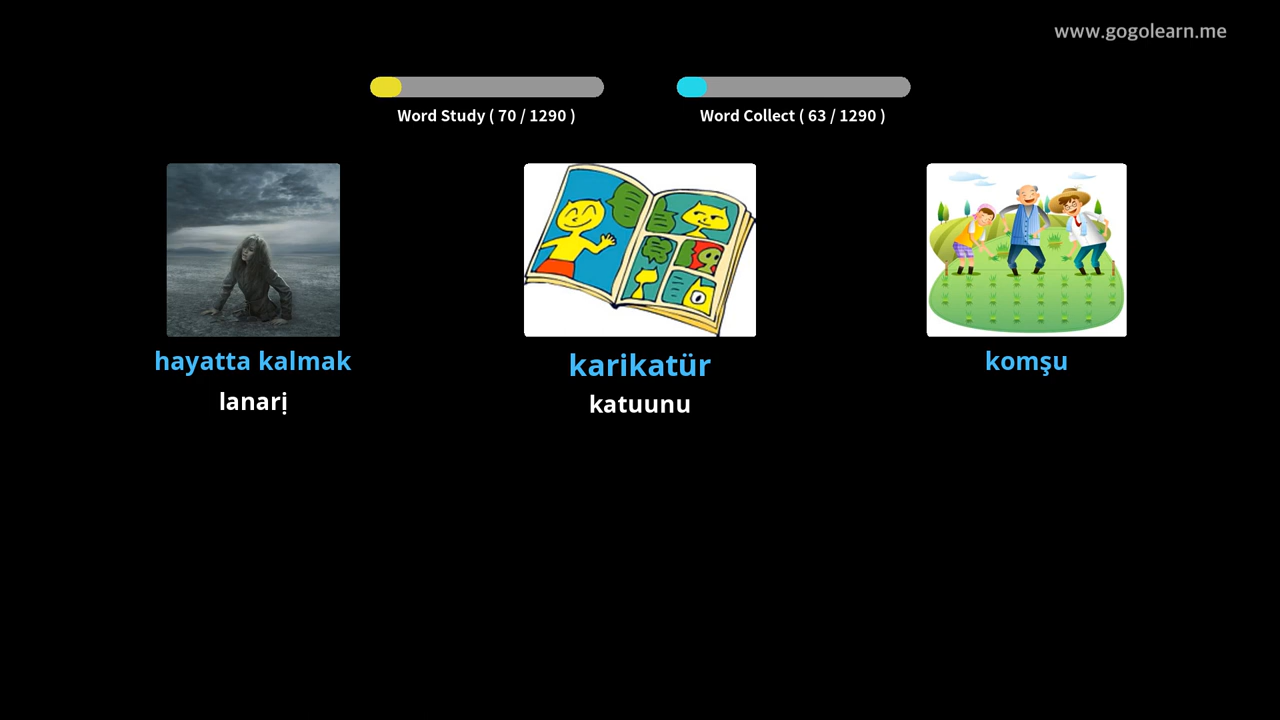 www.gogolearn.me
Word Study ( 70 / 1290 )
Word Collect ( 63 / 1290 )
hayatta kalmak
lanarị
karikatür
katuunu
komşu